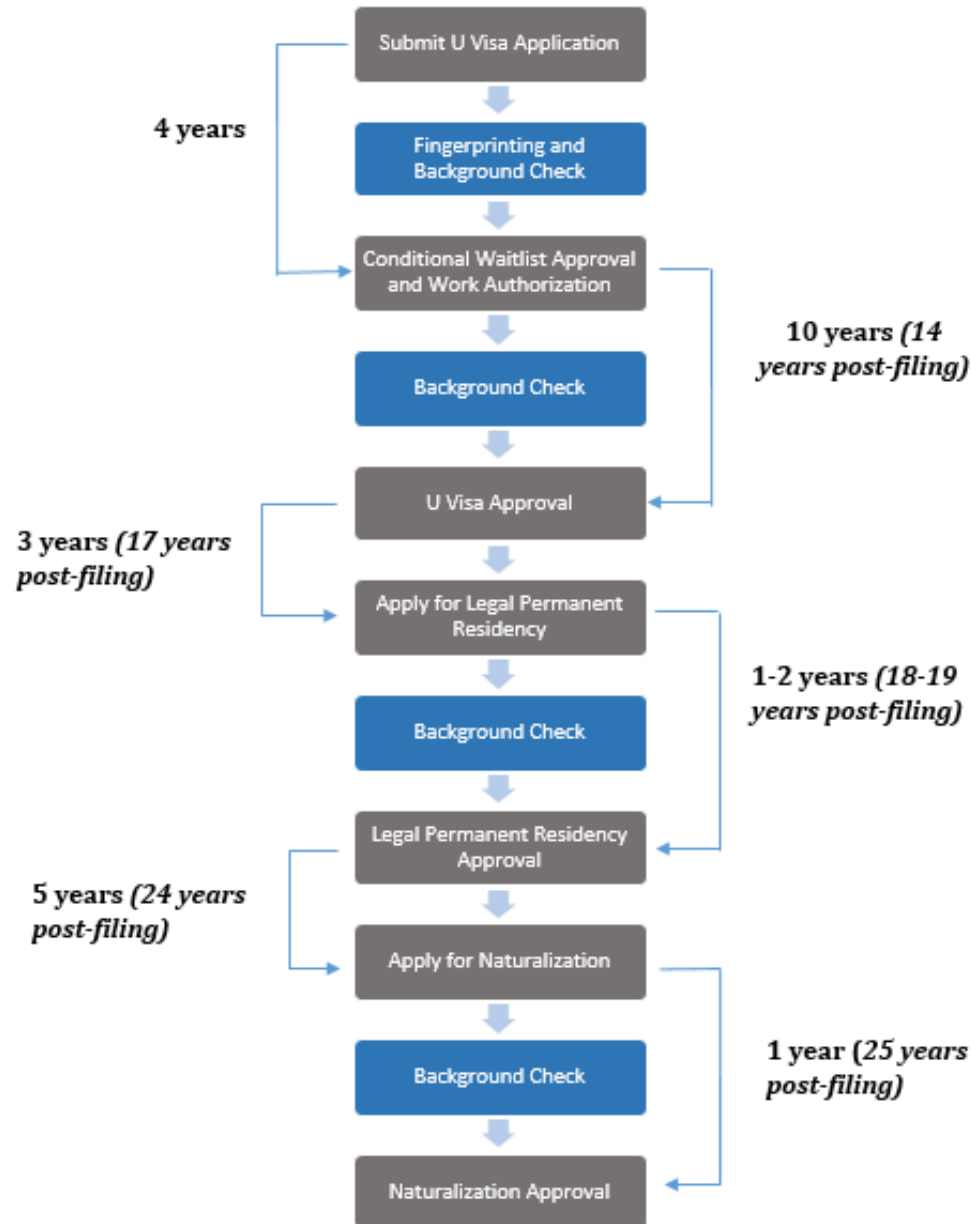 Submit U Visa Application
4 years
Fingerprinting and
Background Check
Conditional Waitlist Approval
and Work Authorization
10 years (14
years post-filing)
Background Check
U Visa Approval
3 years (17 years
post-filing)
Apply for Legal Permanent
Residency
1-2 years (18-19
years post-filing)
Background Check
Legal Permanent Residency
Approval
5 years (24 years
post-filing)
Apply for Naturalization
1 year (25 years
post-filing)
Background Check
Naturalization Approval